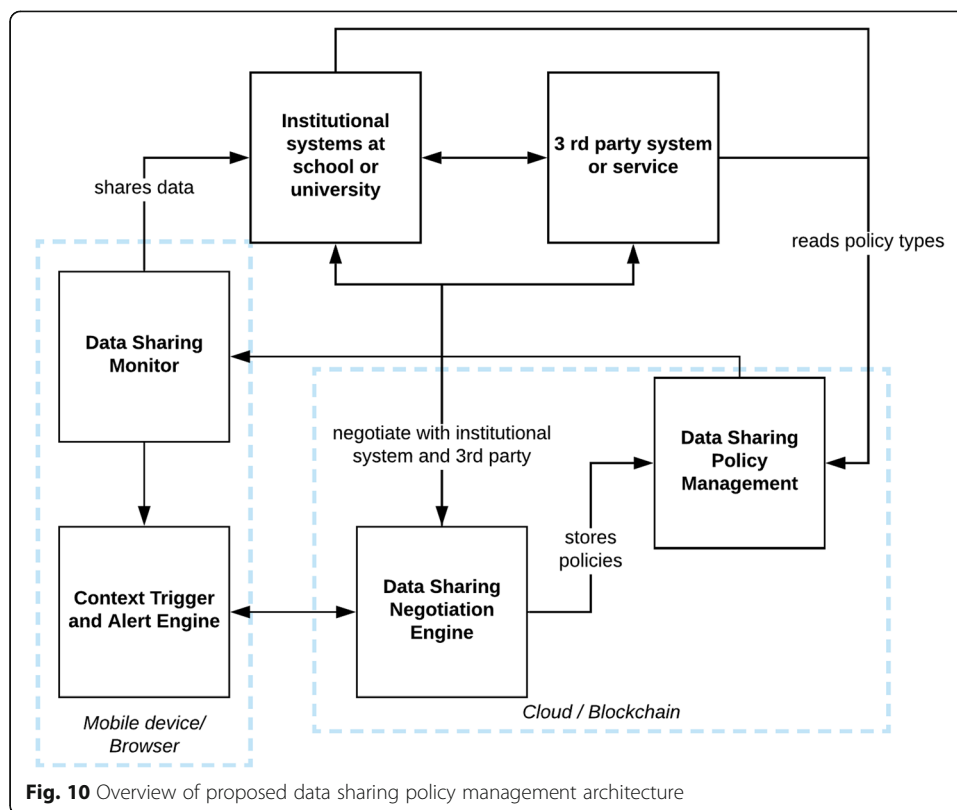 Institutional
systems at
school or
university
3 rd party system
or service
shares data
reads policy types
Data Sharing
Monitor
negotiate with institutional
system and 3rd party
Data Sharing
Policy
Management
Context Trigger
and Alert Engine
Data Sharing
Negotiation
Engine
stores
policies
Mobile device/
Browser
Cloud / Blockchain
Fig. 10 Overview of proposed data sharing policy management architecture